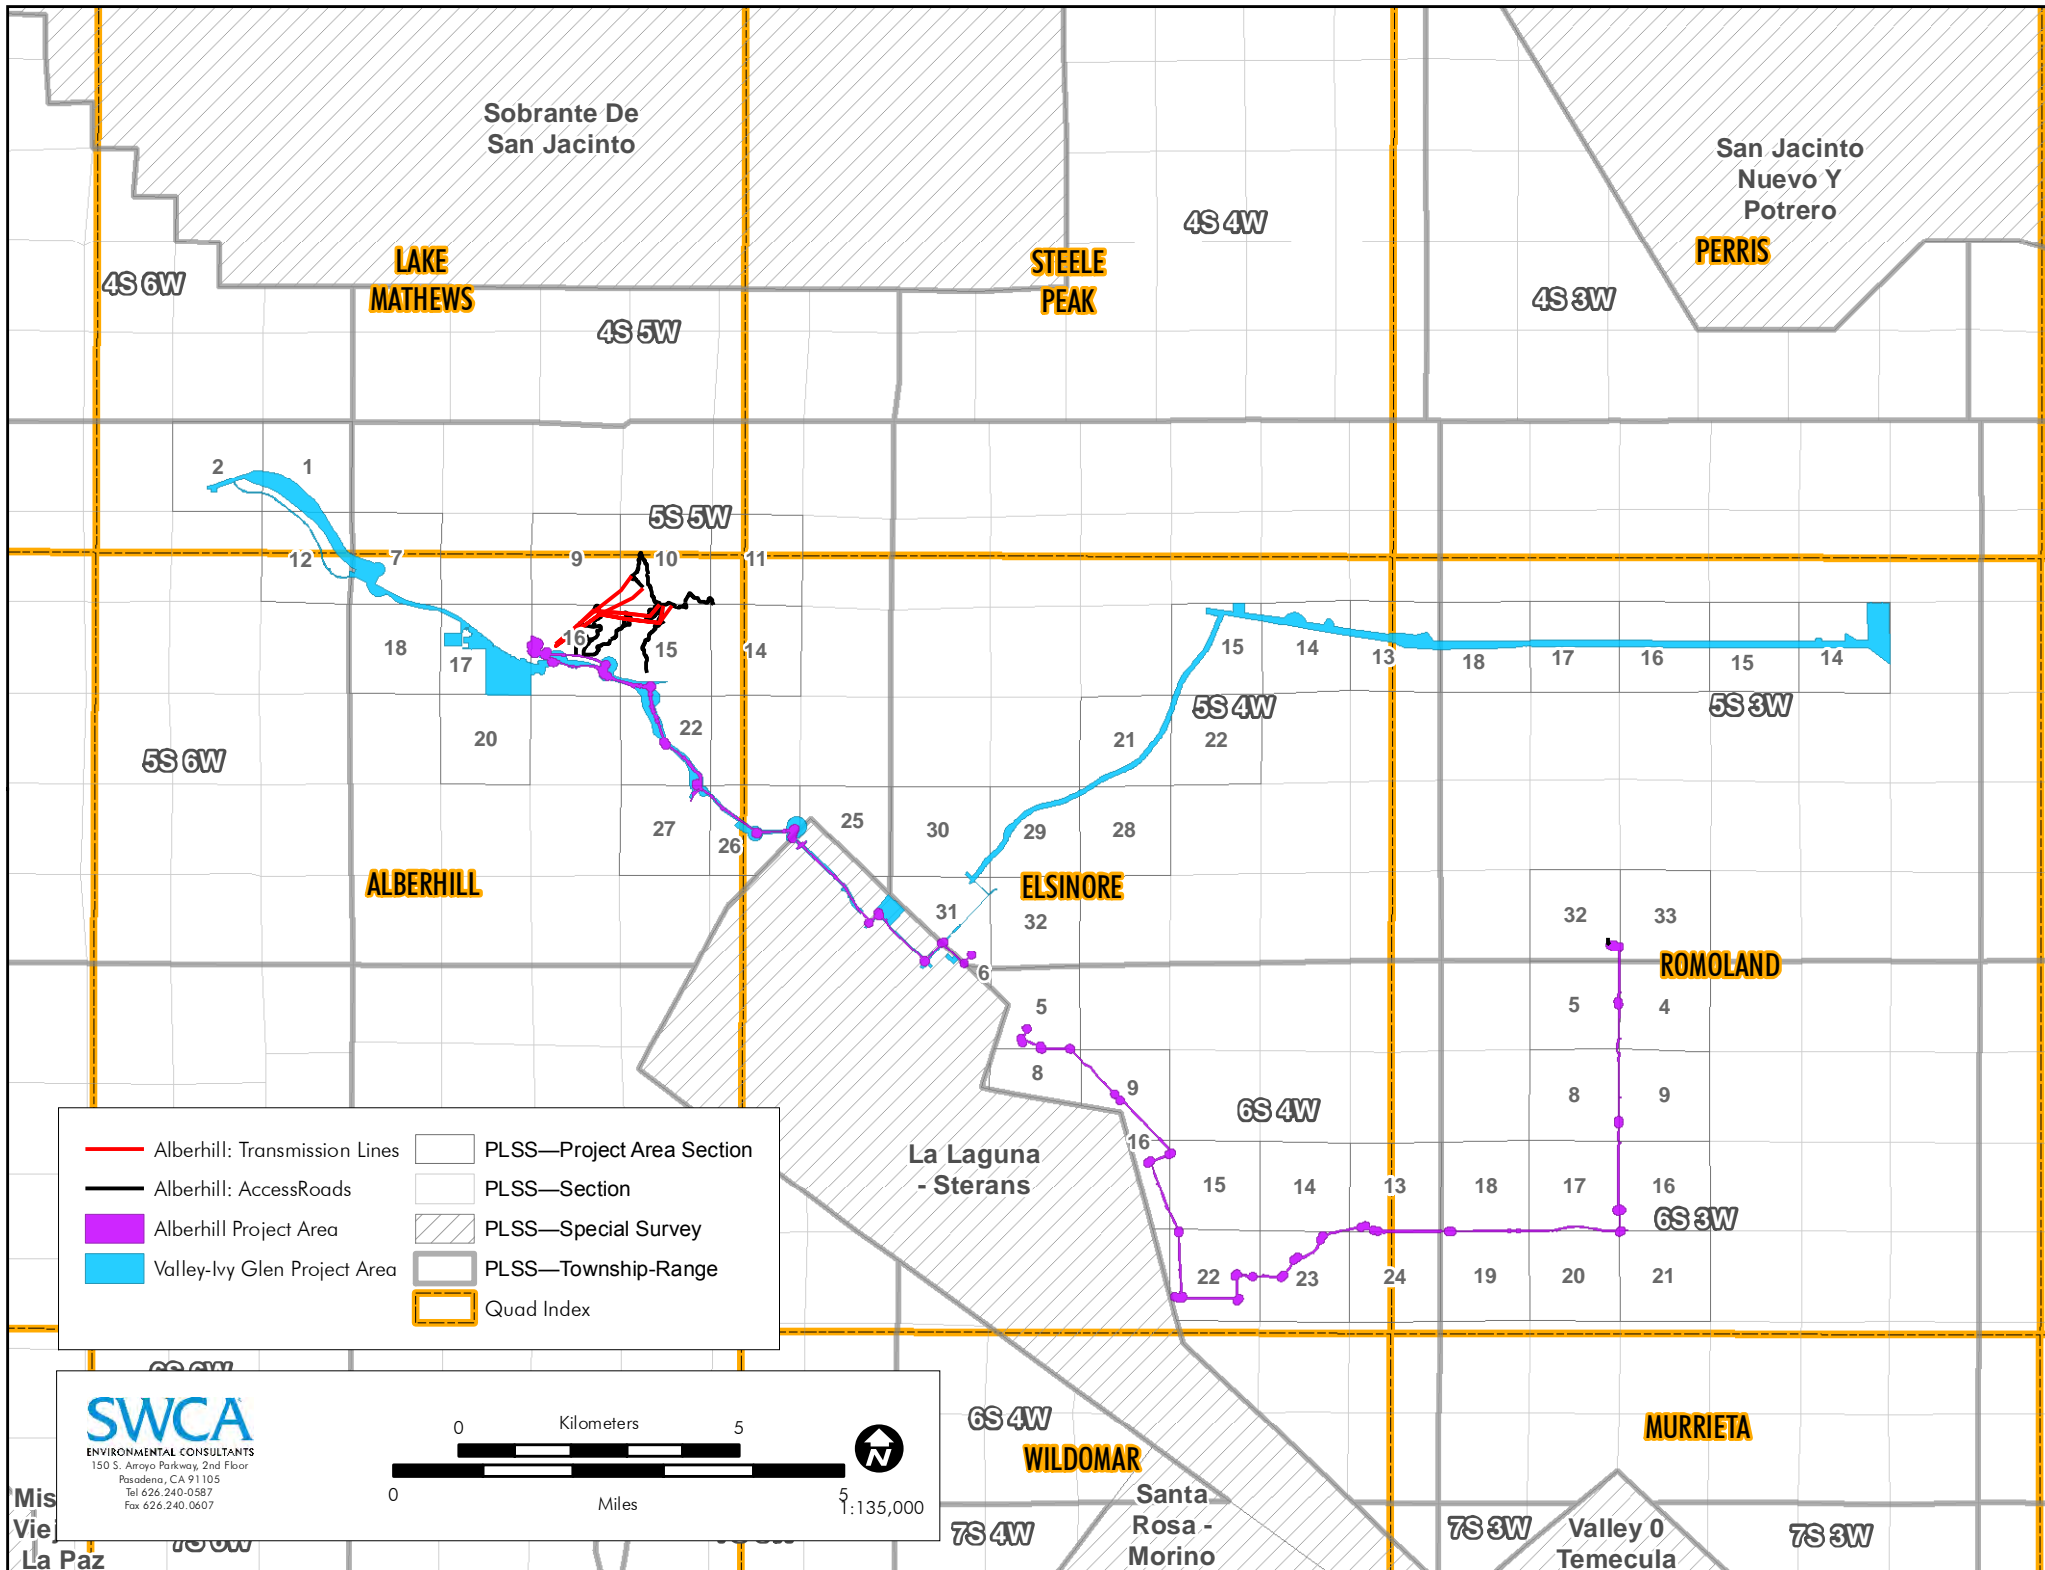 Sobrante De
San Jacinto
San Jacinto
Nuevo Y
Potrero
4S 4W
PERRIS
LAKE
MATHEWS
STEELE
PEAK
4S 6W
4S 3W
4S 5W
2
1
5S 5W
12
7
9
10
11
18
17
16
15
14
15
14
13
18
17
16
15
14
5S 4W
5S 3W
20
22
21
22
5S 6W
27
26
25
30
29
28
ALBERHILL
ELSINORE
31
32
32
33
ROMOLAND
6
5
5
4
8
9
8
9
6S 4W
16
La Laguna
- Sterans
15
14
13
18
17
16
6S 3W
22
23
24
19
20
21
Alberhill: Transmission Lines
Alberhill: AccessRoads
Alberhill Project Area
Valley-Ivy Glen Project Area
PLSS—Project Area Section
PLSS—Section
PLSS—Special Survey
PLSS—Township-Range
Quad Index
6S 6W
SWCA
ENVIRONMENTAL CONSULTANTS
150 S. Arroyo Parkway, 2nd Floor
Pasadena, CA 91105
Tel 626.240-0587
Fax 626.240.0607
0 Kilometers 5
0 Miles 5
1:135,000
N
6S 4W
WILDOMAR
MURRIETA
Santa
Rosa -
Morino
7S 4W
7S 3W
Valley 0
Temecula
7S 3W
Mis
Viej
La Paz
7S 6W